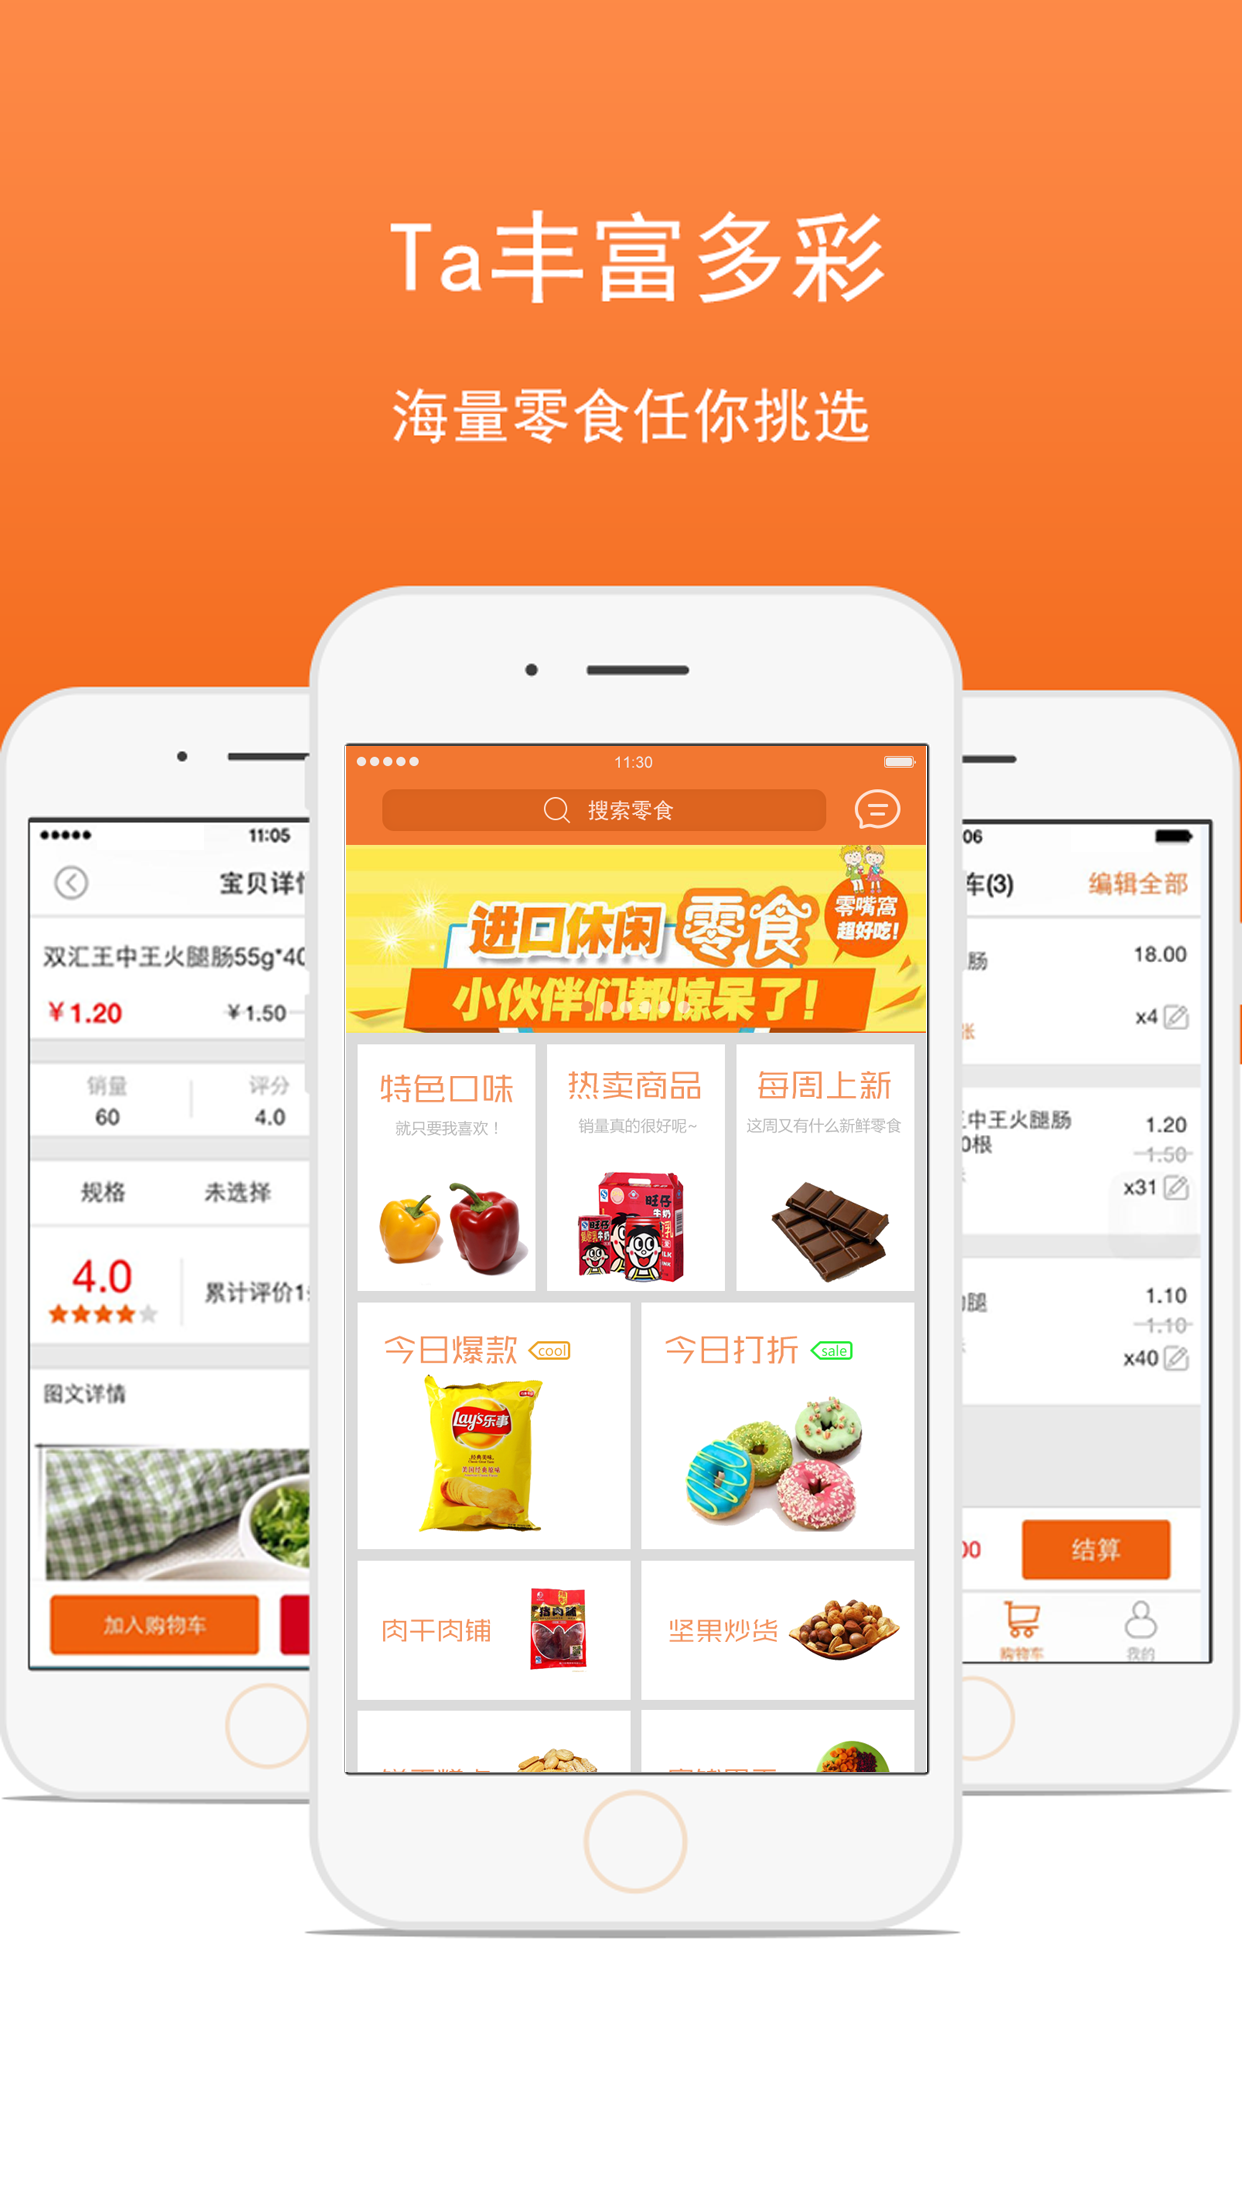 Ta丰富多彩
海量零食任你挑选
11:30
搜索零食
零嘴窝
超好吃!
进口休闲零食
小伙伴们都惊呆了!
特色口味
就只要我喜欢！
热卖商品
销量真的很好呢~
每周上新
这周又有什么新鲜零食
旺仔
牛奶
今日爆款
cool
今日打折
sale
Lay's乐事
肉干肉铺
坚果炒货
11:05
宝贝详
双汇王中王火腿肠55g*40
￥1.20
￥1.50
销量
评分
60
4.0
规格
未选择
4.0
累计评价1
图文详情
加入购物车
06
车(3)
编辑全部
肠
18.00
x4
张
中王火腿肠
0根
1.20
1.50
x31
腿
1.10
1.10
x40
00
结算
购物车
我的